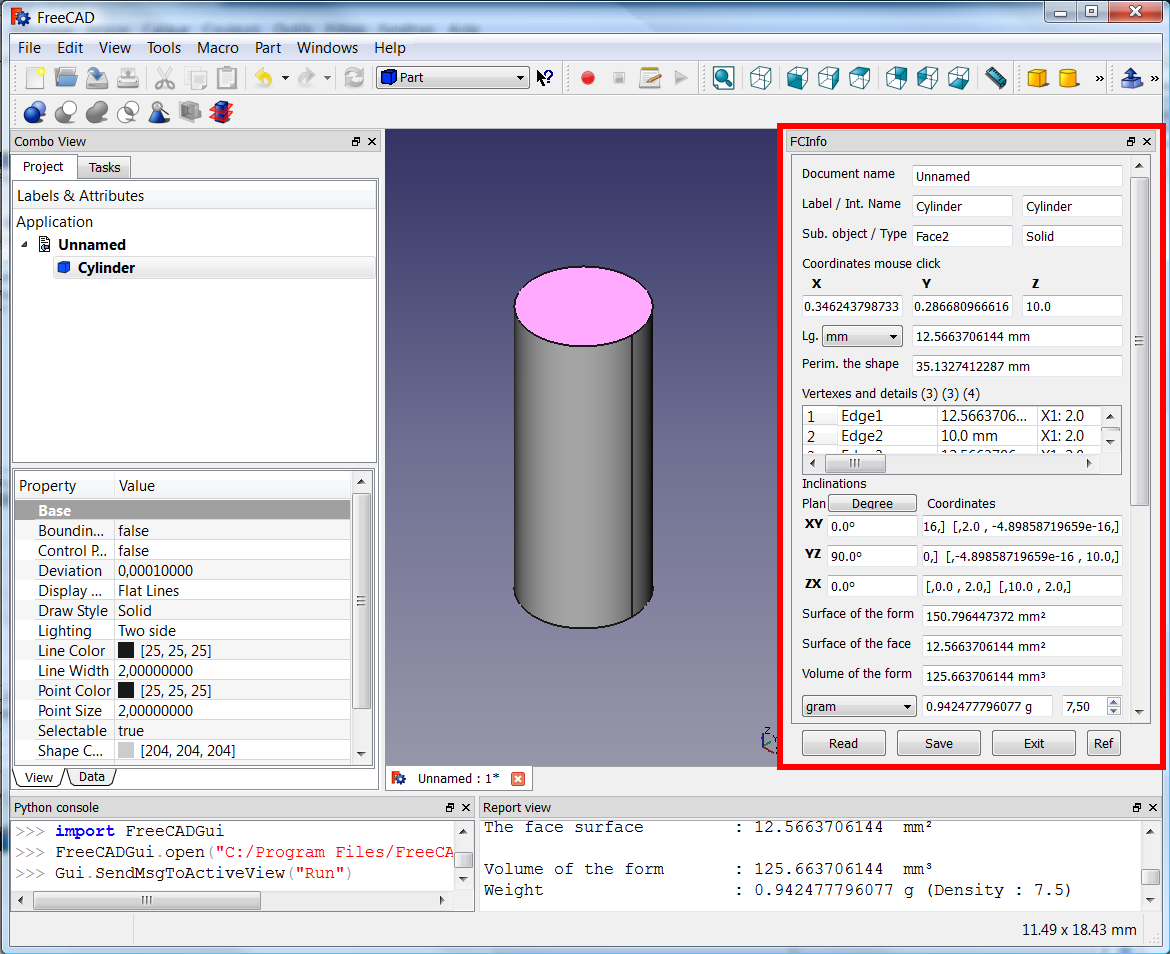 FreeCAD
File Edit View Tools Macro Part Windows Help
Part
Combo View
Project Tasks
Labels & Attributes
Application
Unnamed
Cylinder
Property Value
Base
Boundin... false
Control P... false
Deviation 0,00010000
Display ... Flat Lines
Draw Style Solid
Lighting Two side
Line Color [25, 25, 25]
Line Width 2,00000000
Point Color [25, 25, 25]
Point Size 2,00000000
Selectable true
Shape C... [204, 204, 204]
View Data
Z
Unnamed : 1*
FCInfo
Document name Unnamed
Label / Int. Name Cylinder Cylinder
Sub. object / Type Face2 Solid
Coordinates mouse click
X Y Z
0.346243798733 0.286680966616 10.0
Lg. mm 12.5663706144 mm
Perim. the shape 35.1327412287 mm
Vertexes and details (3) (3) (4)
1 Edge1 12.5663706... X1: 2.0
2 Edge2 10.0 mm X1: 2.0
Inclinations
Plan Degree Coordinates
XY 0.0° 16,] [,2.0 , -4.89858719659e-16,]
YZ 90.0° 0,] [,-4.89858719659e-16 , 10.0,]
ZX 0.0° [,0.0 , 2.0,] [,10.0 , 2.0,]
Surface of the form 150.796447372 mm²
Surface of the face 12.5663706144 mm²
Volume of the form 125.663706144 mm³
gram 0.942477796077 g 7,50
Read Save Exit Ref
Python console
>>> import FreeCADGui
>>> FreeCADGui.open("C:/Program Files/FreeCA
>>> Gui.SendMsgToActiveView("Run")
Report view
The face surface : 12.5663706144 mm²
Volume of the form : 125.663706144 mm³
Weight : 0.942477796077 g (Density : 7.5)
11.49 x 18.43 mm